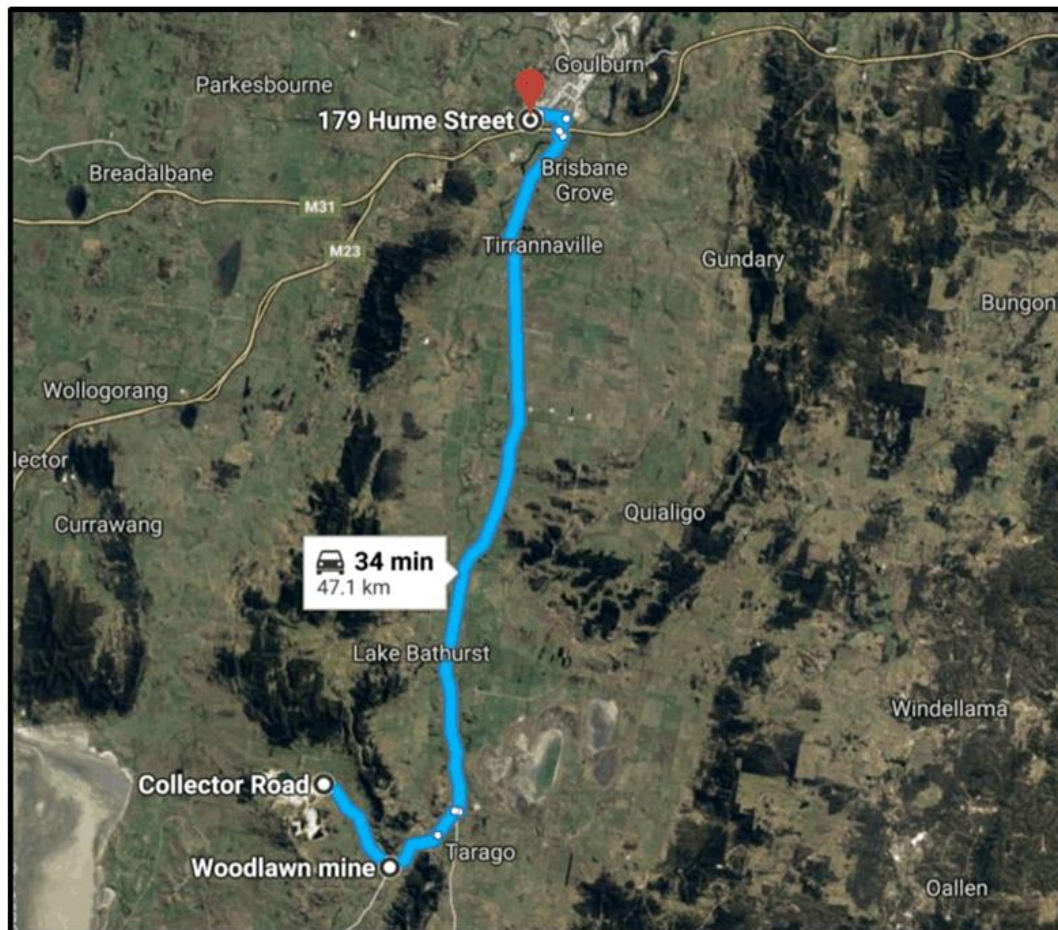 Goulburn
Parkesbourne
179 Hume Street
Breadalbane
Brisbane
Grove
M31
Tirrannaville
M23
Gundary
Bungon
Wollogorang
lector
Quialigo
Currawang
34 min
47.1 km
Lake Bathurst
Windellama
Collector Road
Tarago
Woodlawn mine
Oallen